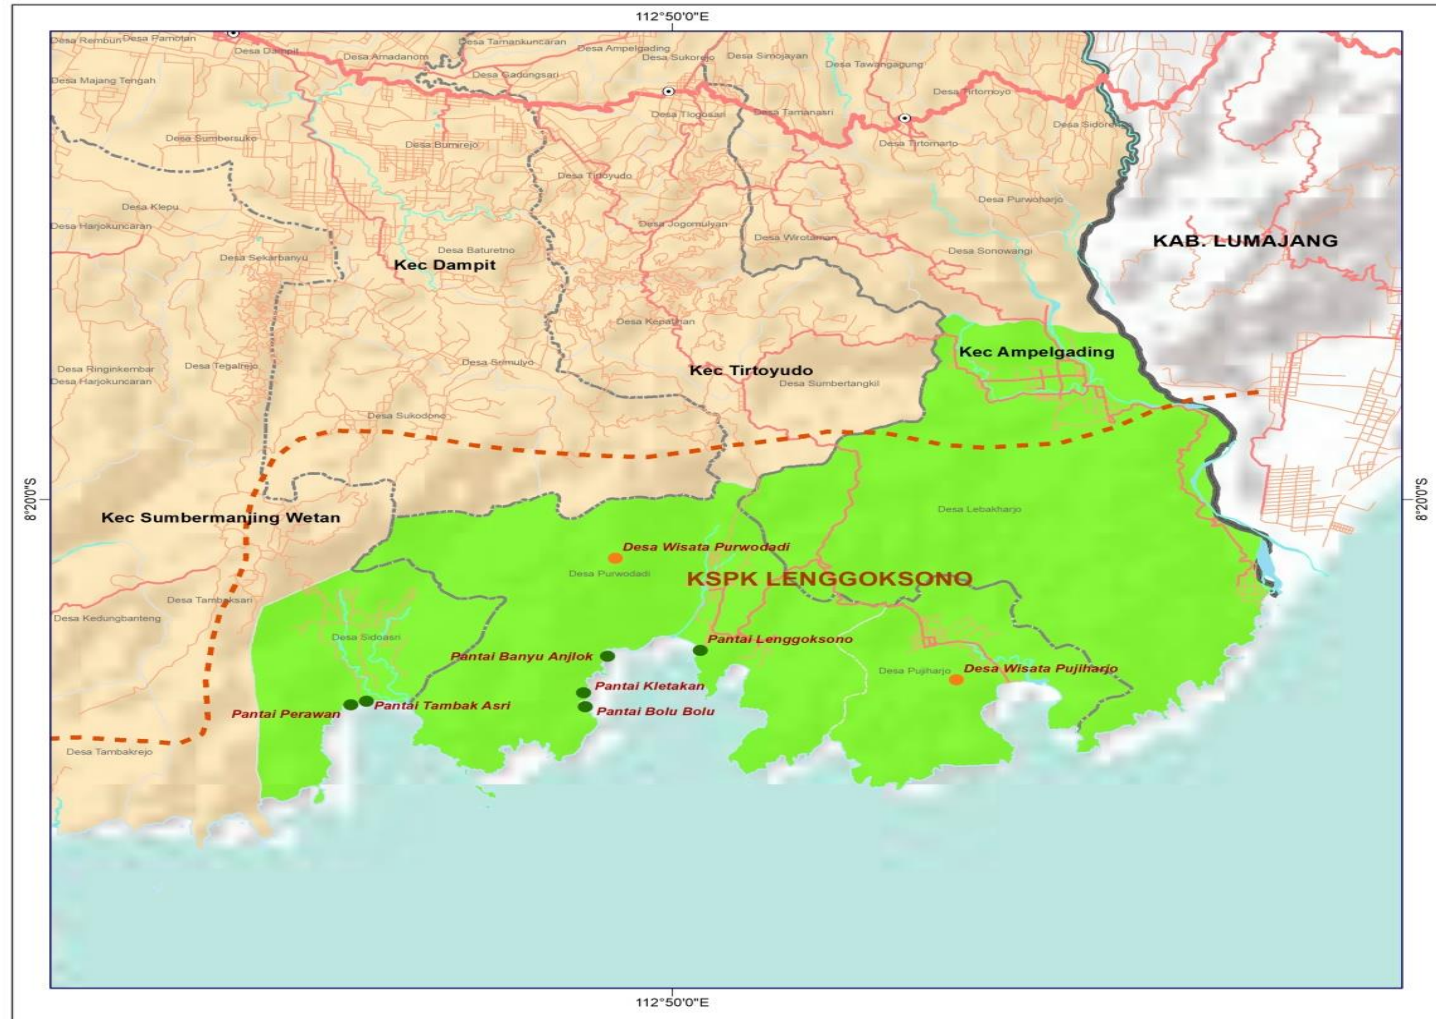 112°50'0"E
Desa Rembun
Desa Pamotan
Desa Dampit
Desa Amadanom
Desa Tamankuncaran
Desa Ampelgading
Desa Sukorejo
Desa Simojayan
Desa Tawangagung
Desa Majang Tengah
Desa Gadungsari
Desa Tirtomoyo
Desa Tlogosari
Desa Tamanasri
Desa Sumbersuko
Desa Bumirejo
Desa Tirtomarto
Desa Tirtoyudo
Desa Klepu
Desa Purwoharjo
Desa Harjokuncaran
Desa Jogomulyan
Desa Wirotaman
KAB. LUMAJANG
Desa Baturetno
Desa Sonowangi
Desa Sekarbanyu
Kec Dampit
Desa Kepatihan
Kec Ampelgading
Desa Srimulyo
Desa Tegalrejo
Desa Ringinkembar
Kec Tirtoyudo
Desa Harjokuncaran
Desa Sumbertangkil
Desa Sukodono
8°20'0"S
8°20'0"S
Kec Sumbermanjing Wetan
Desa Lebakharjo
Desa Wisata Purwodadi
Desa Purwodadi
KSPK LENGGOKSONO
Desa Tambaksari
Desa Kedungbanteng
Desa Sidoasri
Pantai Lenggoksono
Pantai Banyu Anjlok
Desa Pujiharjo
Desa Wisata Pujiharjo
Pantai Kletakan
Pantai Tambak Asri
Pantai Bolu Bolu
Pantai Perawan
Desa Tambakrejo
112°50'0"E